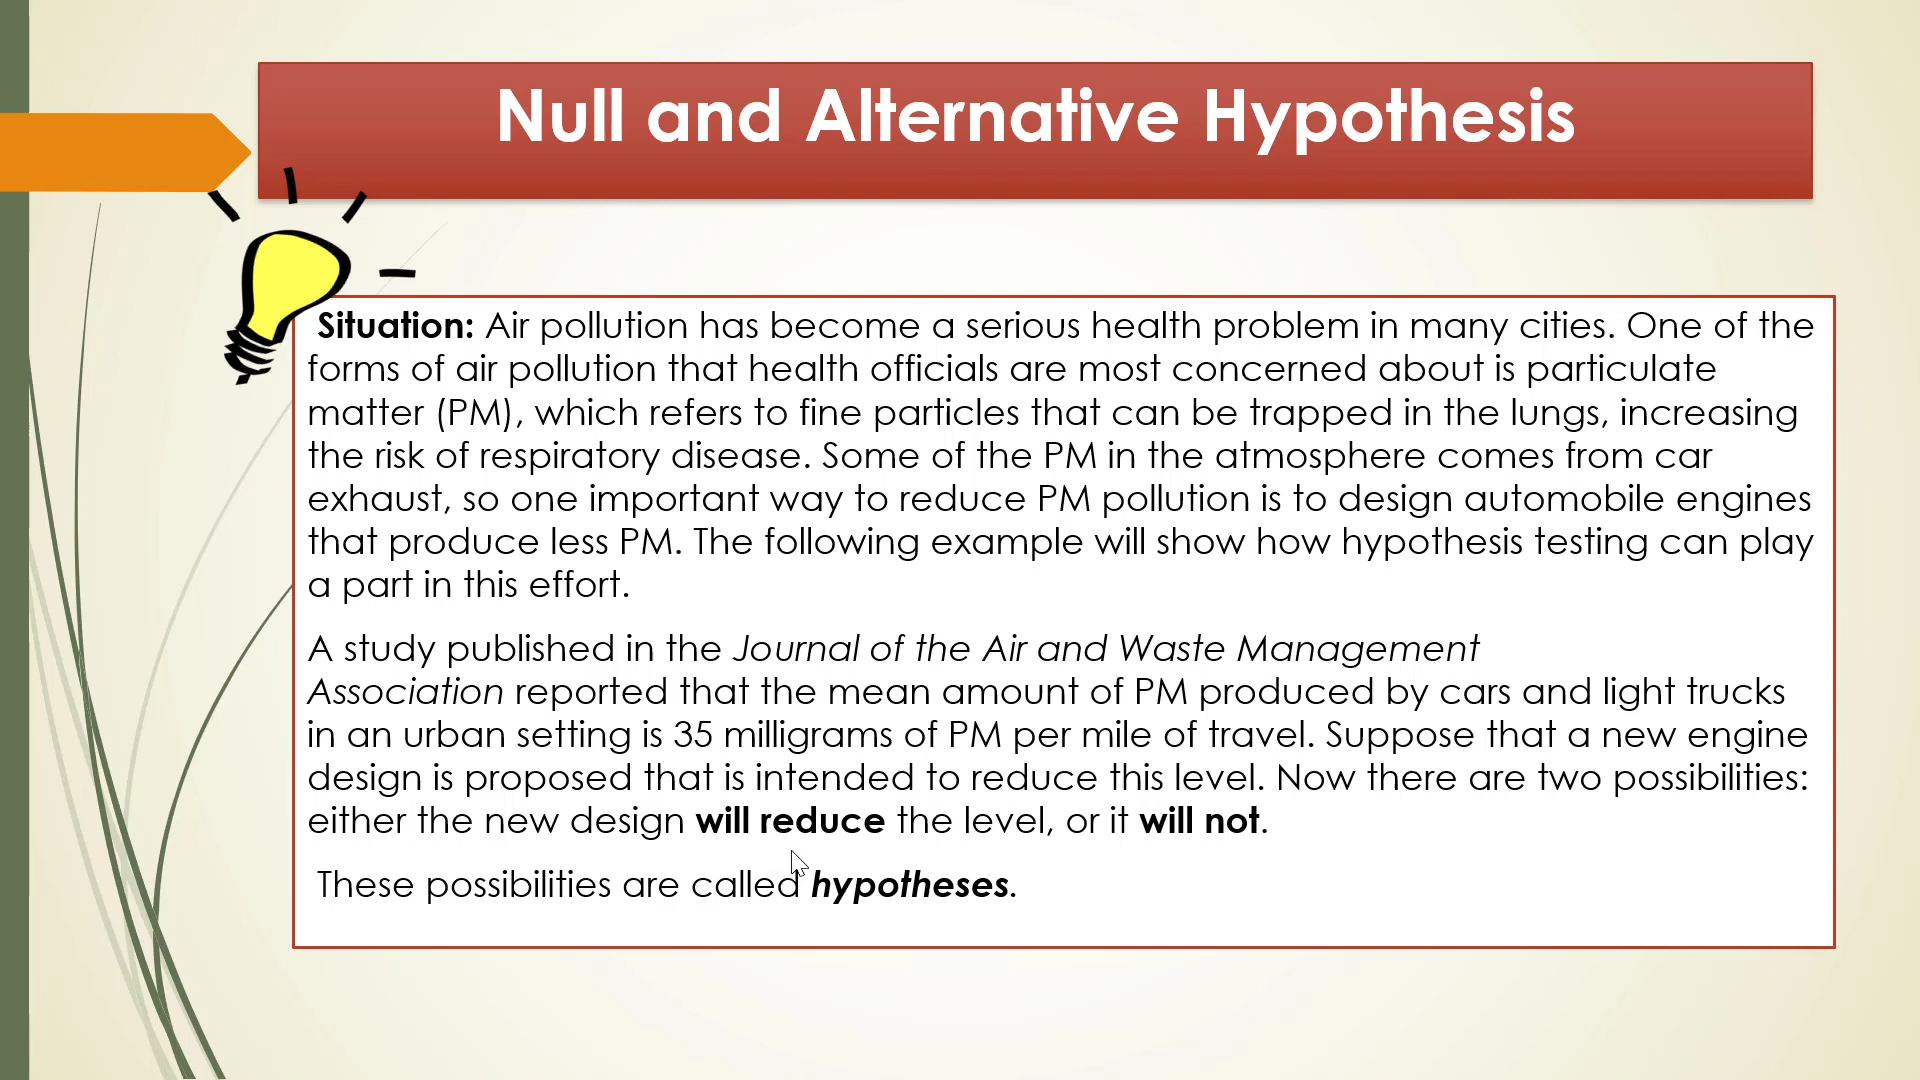 Null and Alternative Hypothesis
Situation: Air pollution has become a serious health problem in many cities. One of the
forms of air pollution that health officials are most concerned about is particulate
matter (PM), which refers to fine particles that can be trapped in the lungs, increasing
the risk of respiratory disease. Some of the PM in the atmosphere comes from car
exhaust, so one important way to reduce PM pollution is to design automobile engines
that produce less PM. The following example will show how hypothesis testing can play
a part in this effort.
A study published in the Journal of the Air and Waste Management
Association reported that the mean amount of PM produced by cars and light trucks
in an urban setting is 35 milligrams of PM per mile of travel. Suppose that a new engine
design is proposed that is intended to reduce this level. Now there are two possibilities:
either the new design will reduce the level, or it will not.
These possibilities are called hypotheses.